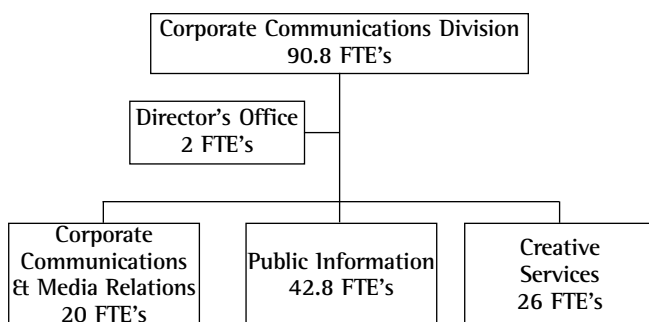 Corporate Communications Division
90.8 FTE's
Director's Office
2 FTE's
Corporate
Communications
& Media Relations
20 FTE's
Public Information
42.8 FTE's
Creative
Services
26 FTE's